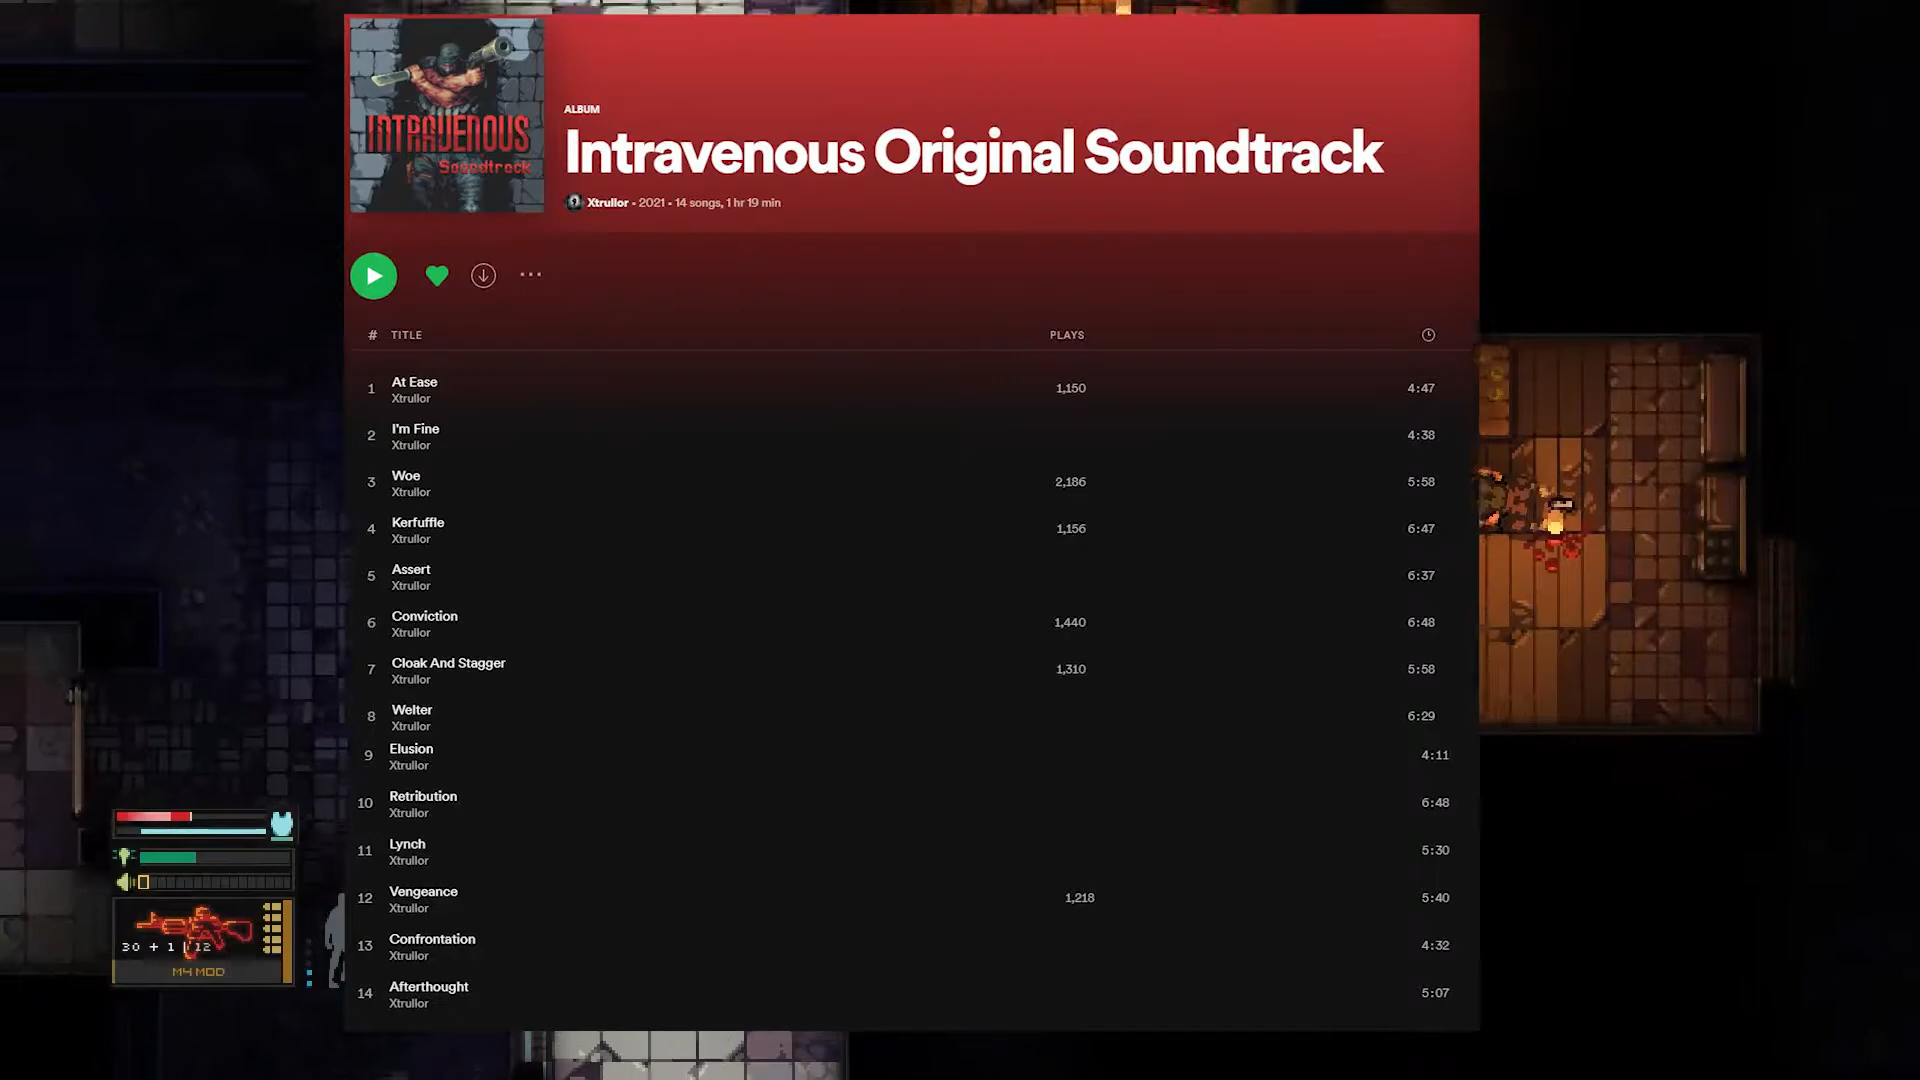 INTRAVENOUS
Soundtrack
ALBUM
Intravenous Original Soundtrack
Xtrullor • 2021 • 14 songs, 1 hr 19 min
# TITLE PLAYS
1 At Ease 1,150 4:47
Xtrullor
2 I'm Fine 4:38
Xtrullor
3 Woe 2,186 5:58
Xtrullor
4 Kerfuffle 1,156 6:47
Xtrullor
5 Assert 6:37
Xtrullor
6 Conviction 1,440 6:48
Xtrullor
7 Cloak And Stagger 1,310 5:58
Xtrullor
8 Welter 6:29
Xtrullor
9 Elusion 4:11
Xtrullor
10 Retribution 6:48
Xtrullor
11 Lynch 5:30
Xtrullor
12 Vengeance 1,218 5:40
Xtrullor
13 Confrontation 4:32
Xtrullor
14 Afterthought 5:07
Xtrullor
30 + 1 | 12
M4 MOD